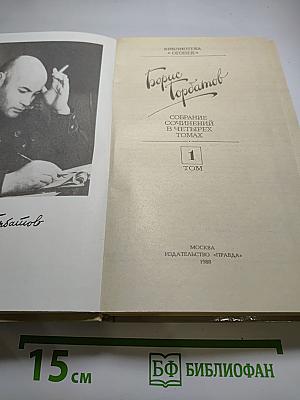 БИБЛИОТЕКА
«ОГОНЕК»
Борис
Горбатов
СОБРАНИЕ
СОЧИНЕНИЙ
В ЧЕТЫРЕХ
ТОМАХ
1
ТОМ
МОСКВА
ИЗДАТЕЛЬСТВО «ПРАВДА»
1988
15 см
БФ БИБЛИОФАН